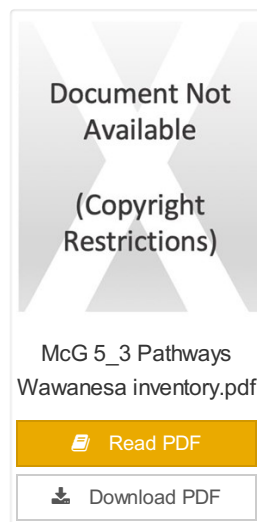 Document Not
Available
(Copyright
Restrictions)
McG 5_3 Pathways
Wawanesa inventory.pdf
Read PDF
Download PDF